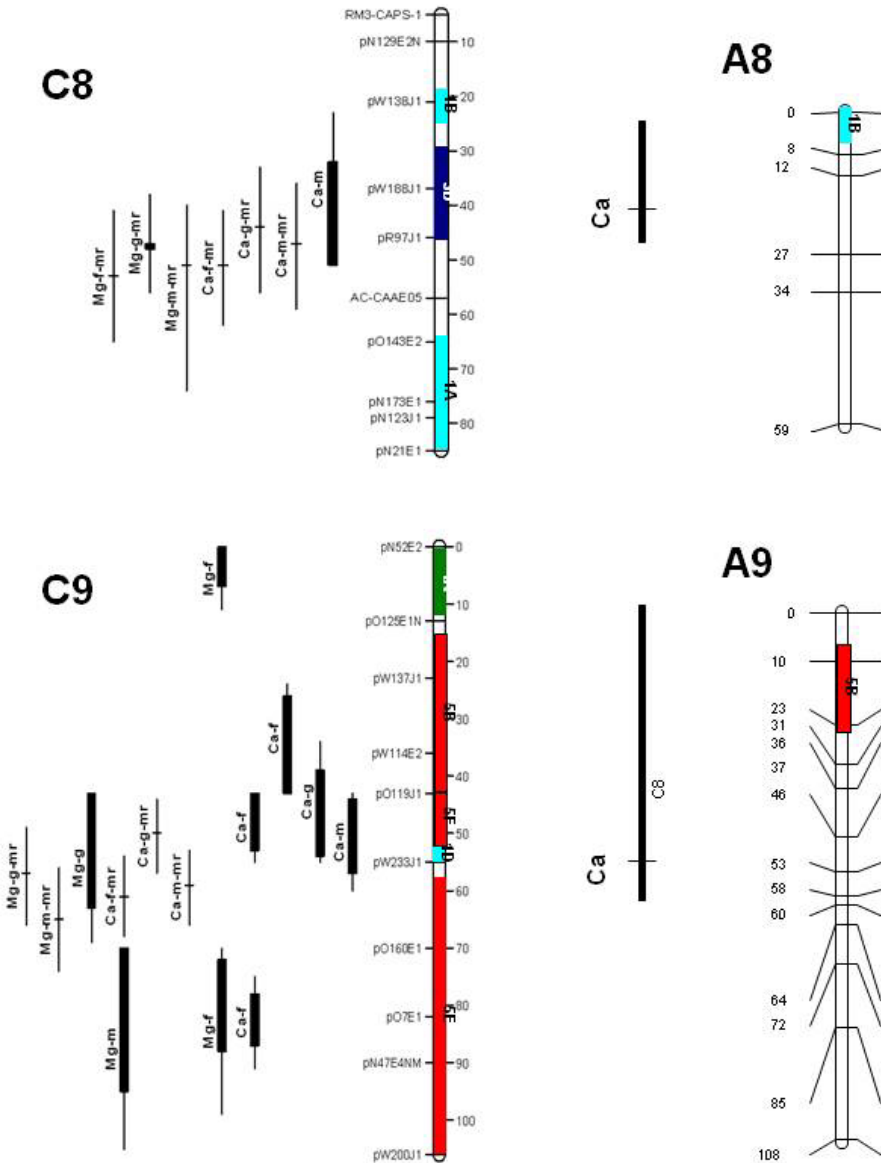 C8
Mg-f-mr
Mg-g-mr
Mg-m-mr
Ca-f-mr
Ca-g-mr
Ca-m-mr
Ca-m
RM3-CAPS-1
pN129E2N
pW138J1
pW188J1
pR97J1
AC-CAAE05
pO143E2
pN173E1
pN123J1
pN21E1
10
20
30
40
50
60
70
80
1B
1A
Ca
A8
0
8
12
27
34
59
1B
C9
Mg-g-mr
Mg-m-mr
Mg-g
Mg-m
Ca-f-mr
Ca-g-mr
Ca-m-mr
Mg-f
Mg-f
Ca-f
Ca-f
Ca-f
Ca-g
Ca-m
pN52E2
pO125E1N
pW137J1
pW114E2
pO119J1
pW233J1
pO160E1
pO7E1
pN47E4NM
pW200J1
0
10
20
30
40
50
60
70
80
90
100
5B
5E
1D
5F
Ca
C8
A9
0
10
23
31
36
37
46
53
58
60
64
72
85
108
5B